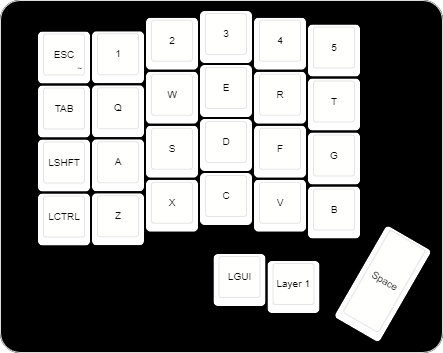 ESC 1 2 3 4 5
~
TAB Q W E R T
LSHFT A S D F G
LCTRL Z X C V B
LGUI Layer 1 Space